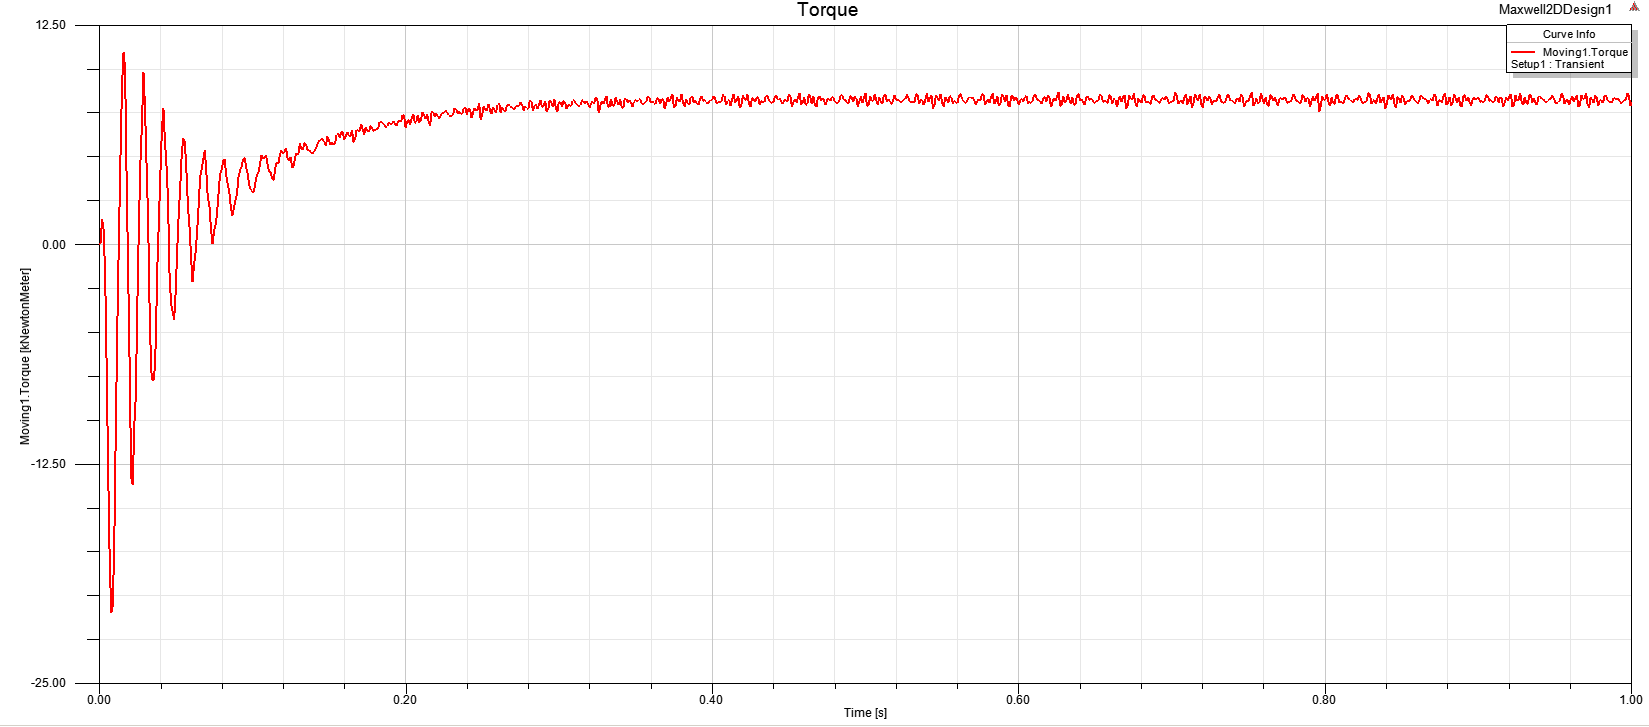 Torque
Maxwell2DDesign1
Curve Info
Moving1.Torque
Setup1 : Transient
12.50
0.00
-12.50
-25.00
Moving1.Torque [kNewtonMeter]
0.00 0.20 0.40 0.60 0.80 1.00
Time [s]